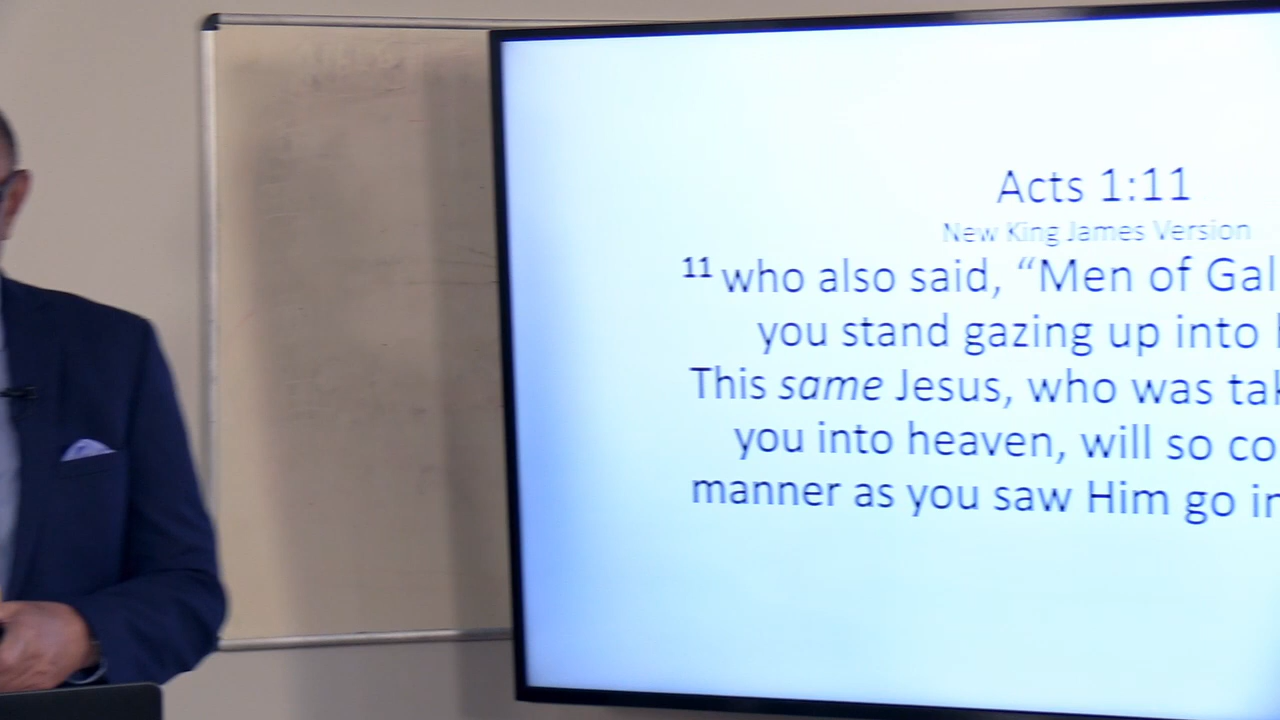 Acts 1:11
New King James Version
11 who also said, “Men of Gal
you stand gazing up into
This same Jesus, who was tak
you into heaven, will so co
manner as you saw Him go in